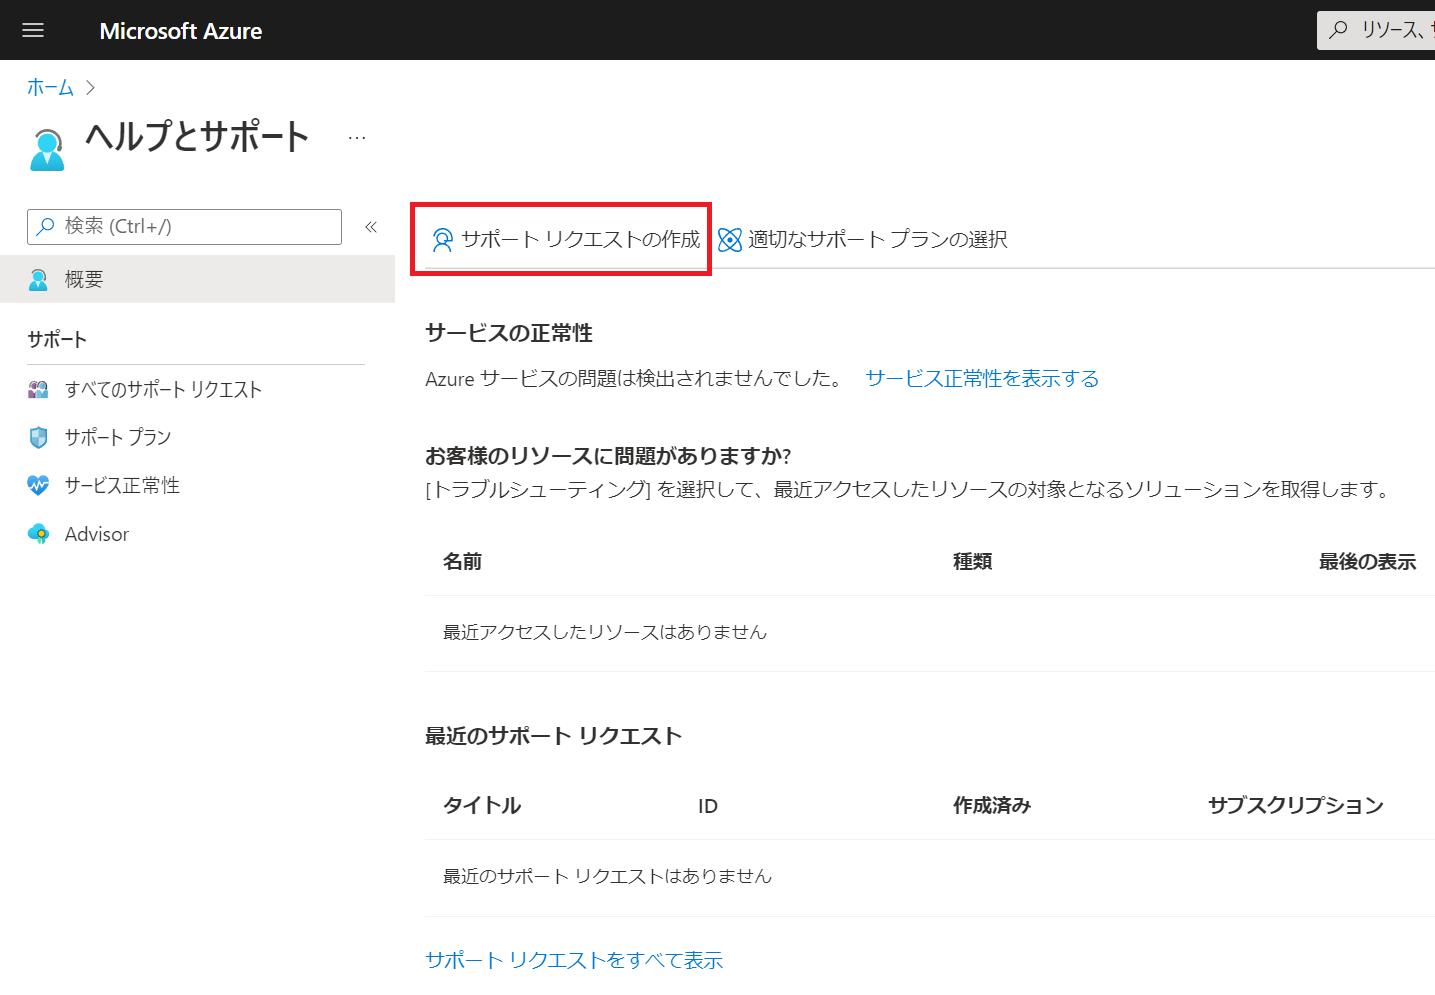 Microsoft Azure
リソース、
ホーム
ヘルプとサポート
検索 (Ctrl+/)
サポート リクエストの作成
適切なサポート プランの選択
概要
サポート
すべてのサポート リクエスト
サポート プラン
サービス正常性
Advisor
サービスの正常性
Azure サービスの問題は検出されませんでした。 サービス正常性を表示する
お客様のリソースに問題がありますか?
[トラブルシューティング] を選択して、最近アクセスしたリソースの対象となるソリューションを取得します。
名前 種類 最後の表示
最近アクセスしたリソースはありません
最近のサポート リクエスト
タイトル ID 作成済み サブスクリプション
最近のサポート リクエストはありません
サポート リクエストをすべて表示